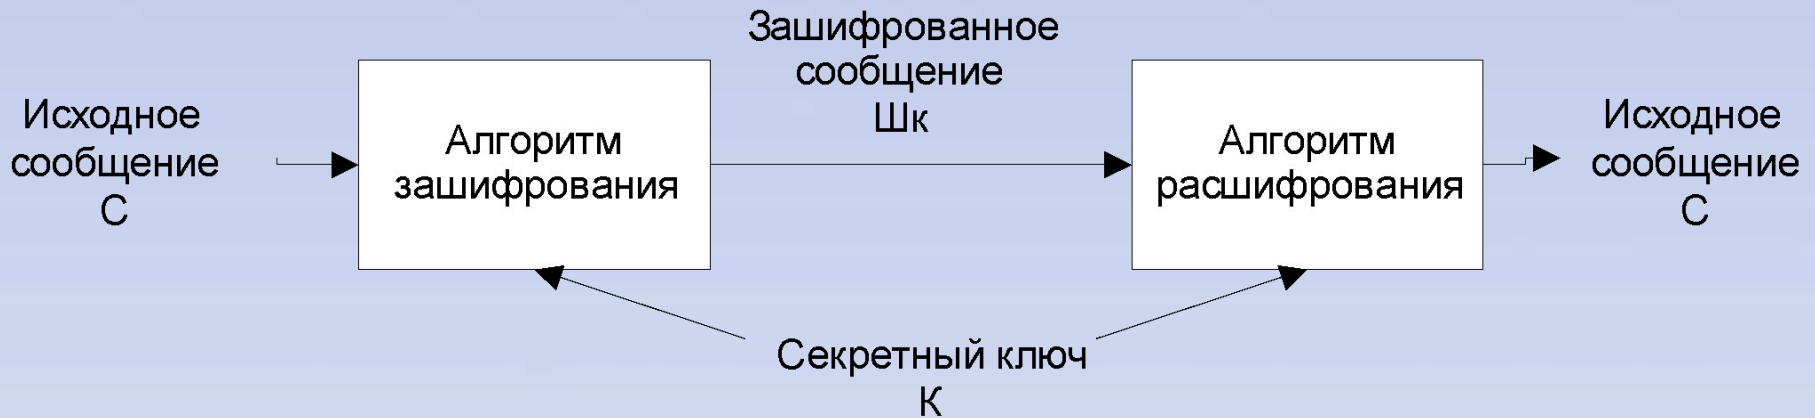 Исходное
сообщение
С
Алгоритм
зашифрования
Зашифрованное
сообщение
Шк
Алгоритм
расшифрования
Исходное
сообщение
С
Секретный ключ
К